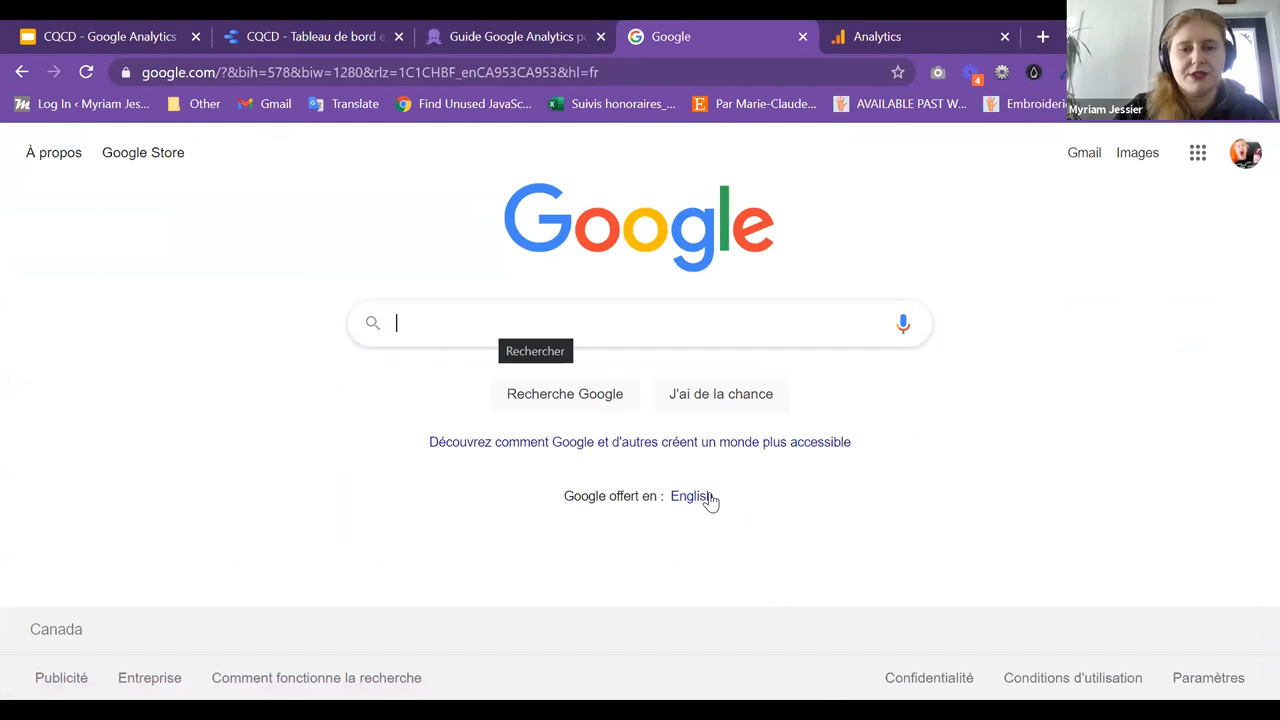 CQCD - Google Analytics
CQCD - Tableau de bord e
Guide Google Analytics po
Google
Analytics
google.com/?&bih=578&biw=1280&rlz=1C1CHBF_enCA953CA953&hl=fr
4
Log In ‹ Myriam Jes...
Other
Gmail
Translate
Find Unused JavaSc...
Suivis honoraires_...
Par Marie-Claude...
AVAILABLE PAST W...
Embroiderie
Myriam Jessier
À propos
Google Store
Gmail
Images
Google
Rechercher
Recherche Google
J'ai de la chance
Découvrez comment Google et d'autres créent un monde plus accessible
Google offert en : English
Canada
Publicité
Entreprise
Comment fonctionne la recherche
Confidentialité
Conditions d'utilisation
Paramètres